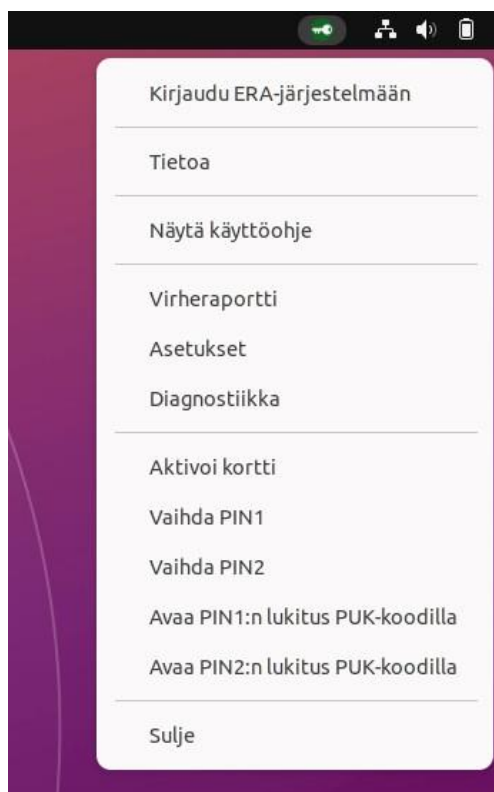 Kirjaudu ERA-järjestelmään
Tietoa
Näytä käyttöohje
Virheraportti
Asetukset
Diagnostiikka
Aktivoi kortti
Vaihda PIN1
Vaihda PIN2
Avaa PIN1:n lukitus PUK-koodilla
Avaa PIN2:n lukitus PUK-koodilla
Sulje